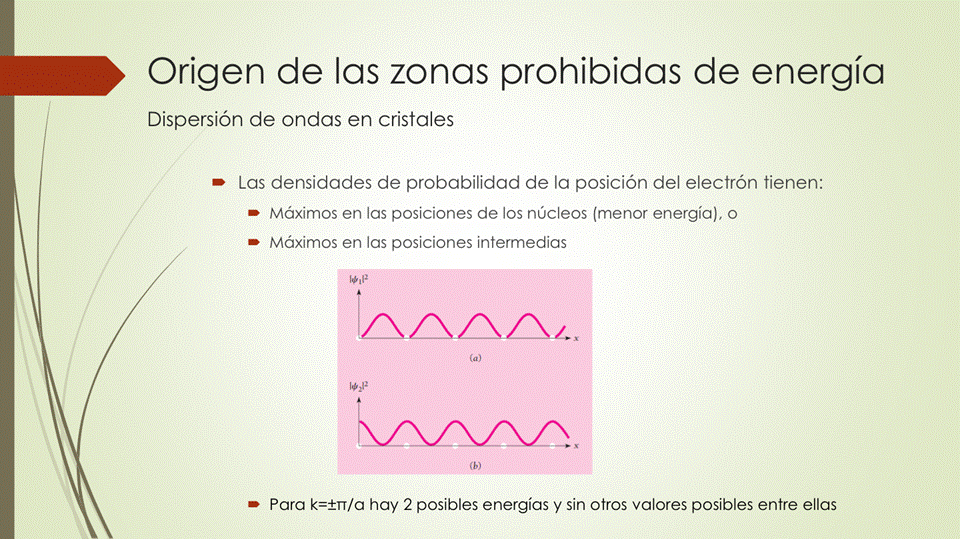 Origen de las zonas prohibidas de energía
Dispersión de ondas en cristales
Las densidades de probabilidad de la posición del electrón tienen:
Máximos en las posiciones de los núcleos (menor energía), o
Máximos en las posiciones intermedias
|ψ₁|²
x
(a)
|ψ₂|²
x
(b)
Para k=±π/a hay 2 posibles energías y sin otros valores posibles entre ellas